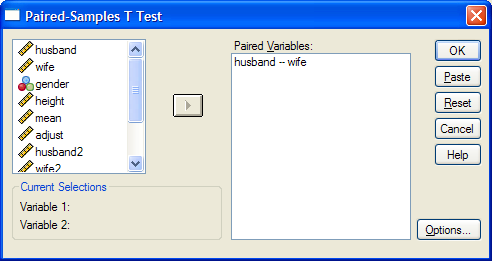 Paired-Samples T Test
husband
wife
gender
height
mean
adjust
husband2
wife2
Current Selections
Variable 1:
Variable 2:
Paired Variables:
husband -- wife
OK
Paste
Reset
Cancel
Help
Options...